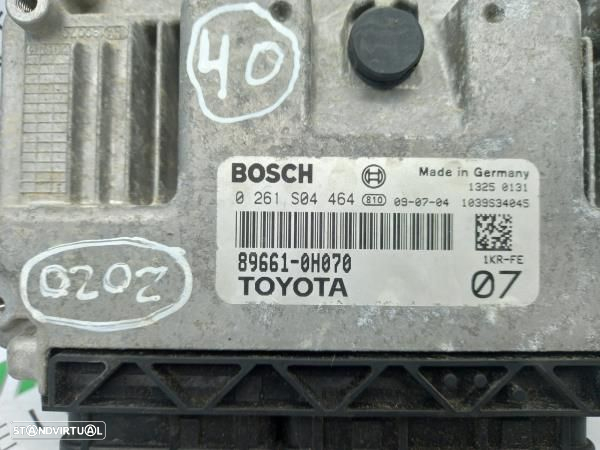 40
BOSCH
Made in Germany
1325 0131
0 261 S04 464 810 09-07-04 1039S34045
89661-0H070
1KR-FE
TOYOTA
07
0202
STANDVIRTUAL